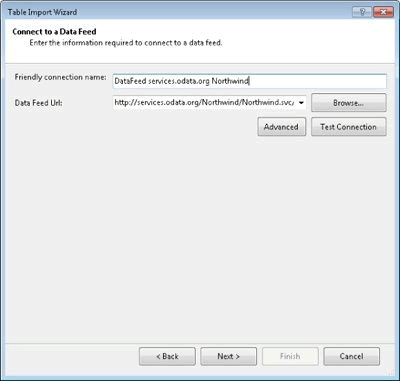 Table Import Wizard
Connect to a Data Feed
Enter the information required to connect to a data feed.
Friendly connection name: DataFeed services.odata.org Northwind
Data Feed Url: http://services.odata.org/Northwind/Northwind.svc/ Browse...
Advanced Test Connection
< Back Next > Finish Cancel